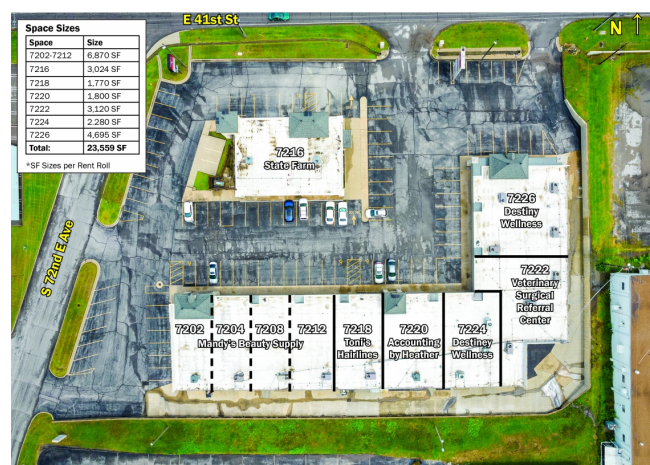 E 41st St
N
Space Sizes
Space Size
7202-7212 6,870 SF
7216 3,024 SF
7218 1,770 SF
7220 1,800 SF
7222 3,120 SF
7224 2.280 SF
7226 4,695 SF
Total: 23,559 SF
*SF Sizes per Rent Roll
S 72nd E Ave
7216
State Farm
7226
Destiny
Wellness
7222
Veterinary
Surgical
Referral
Center
7202 7204 7208 7212
Mandy's Beauty Supply
7218
Toni's
Hairlines
7220
Accounting
by Heather
7224
Destiney
Wellness